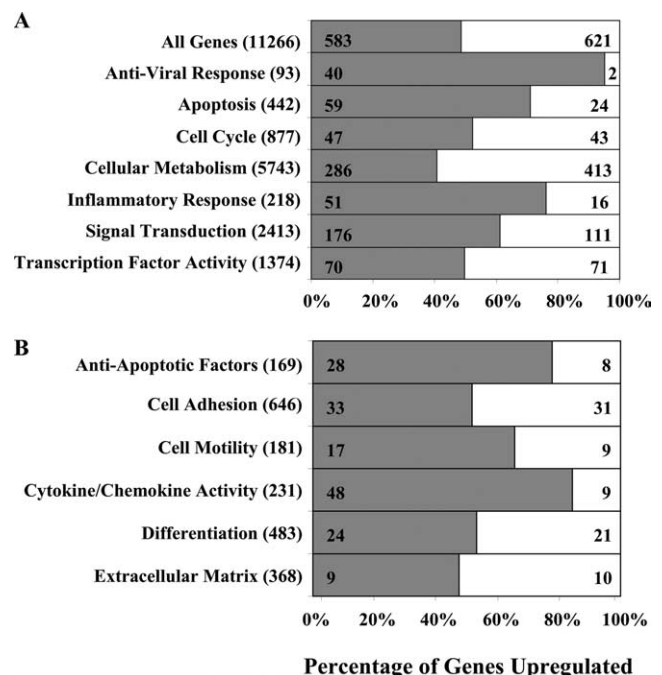 A
All Genes (11266) 583 621
Anti-Viral Response (93) 40 2
Apoptosis (442) 59 24
Cell Cycle (877) 47 43
Cellular Metabolism (5743) 286 413
Inflammatory Response (218) 51 16
Signal Transduction (2413) 176 111
Transcription Factor Activity (1374) 70 71
0% 20% 40% 60% 80% 100%
B
Anti-Apoptotic Factors (169) 28 8
Cell Adhesion (646) 33 31
Cell Motility (181) 17 9
Cytokine/Chemokine Activity (231) 48 9
Differentiation (483) 24 21
Extracellular Matrix (368) 9 10
0% 20% 40% 60% 80% 100%
Percentage of Genes Upregulated